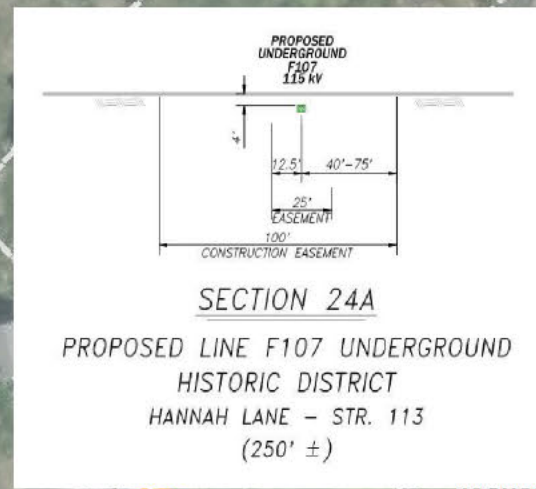 PROPOSED
UNDERGROUND
F107
115 kV
4'
12.5' 40'-75'
25'
EASEMENT
100'
CONSTRUCTION EASEMENT
SECTION 24A
PROPOSED LINE F107 UNDERGROUND
HISTORIC DISTRICT
HANNAH LANE - STR. 113
(250' ±)